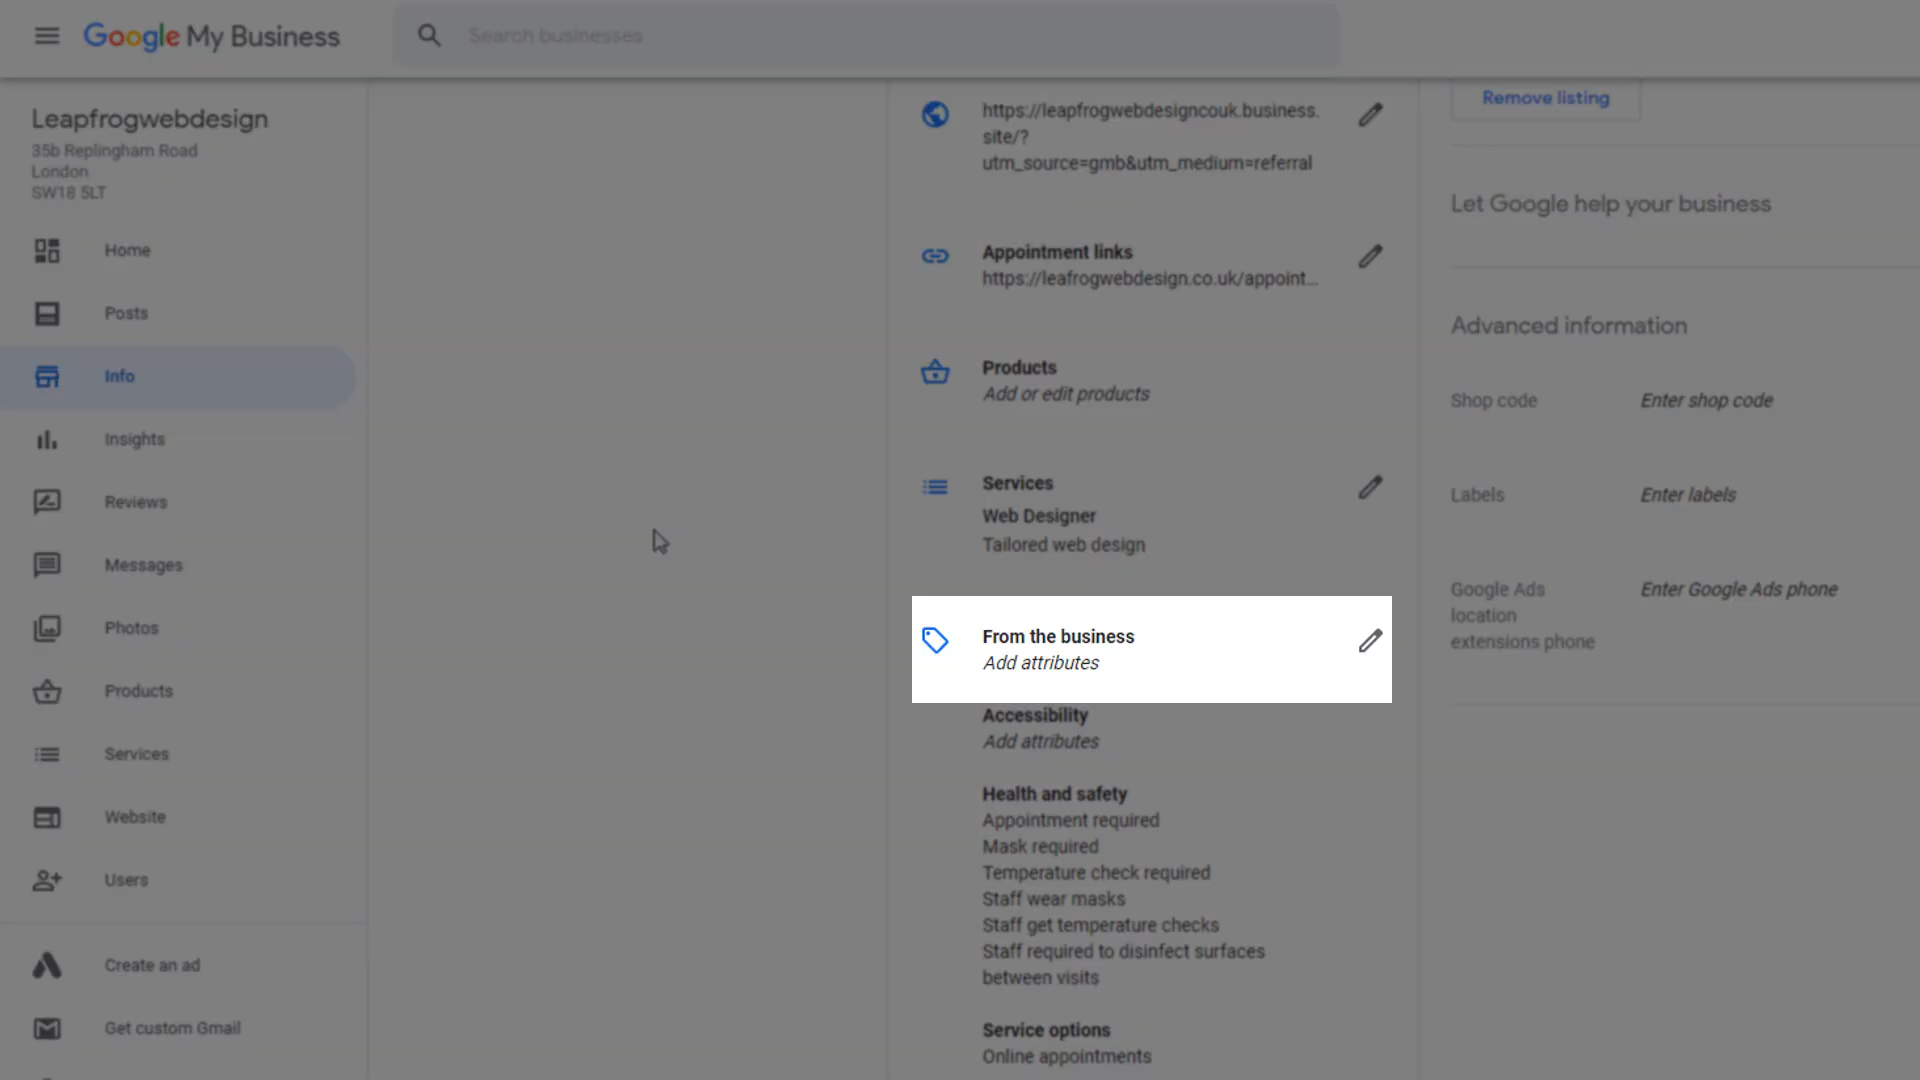 Google My Business
Search businesses
Leapfrogwebdesign
35b Replingham Road
London
SW18 5LT
Home
Posts
Info
Insights
Reviews
Messages
Photos
Products
Services
Website
Users
Create an ad
Get custom Gmail
https://leapfrogwebdesigncouk.business.
site/?
utm_source=gmb&utm_medium=referral
Appointment links
https://leafrogwebdesign.co.uk/appoint...
Products
Add or edit products
Services
Web Designer
Tailored web design
From the business
Add attributes
Accessibility
Add attributes
Health and safety
Appointment required
Mask required
Temperature check required
Staff wear masks
Staff get temperature checks
Staff required to disinfect surfaces
between visits
Service options
Online appointments
Remove listing
Let Google help your business
Advanced information
Shop code
Enter shop code
Labels
Enter labels
Google Ads
location
extensions phone
Enter Google Ads phone